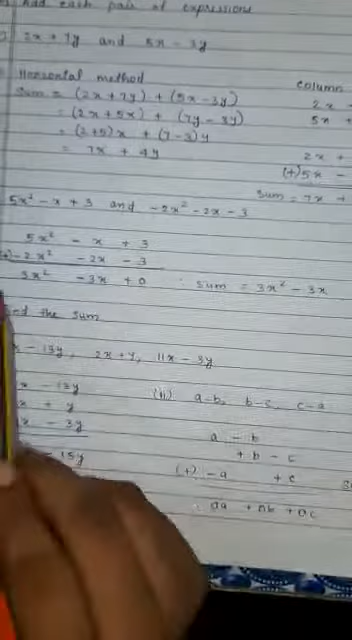 add each pair of expressions
2x + 7y and 5x - 3y
Horizontal method
Column
Sum = (2x + 7y) + (5x - 3y)
= (2x + 5x) + (7y - 3y)
= (2+5)x + (7-3)y
= 7x + 4y
2x
5x +
2x +
(+) 5x -
Sum = 7x +
5x² - x + 3 and -2x² - 2x - 3
5x² - x + 3
-2x² - 2x - 3
3x² - 3x + 0
Sum = 3x² - 3x
the sum
x - 13y, 2x + y, 11x - 3y
x - 13y
x + y
x - 3y
- 15y
(iii) a-b, b-c, c-a
a - b
+ b - c
(+) -a + c
0a + 0b + 0c